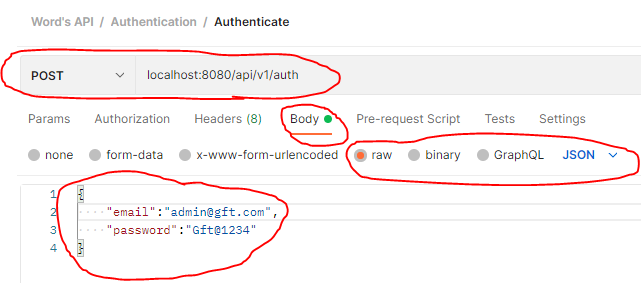 Word's API / Authentication / Authenticate
POST localhost:8080/api/v1/auth
Params Authorization Headers (8) Body Pre-request Script Tests Settings
none form-data x-www-form-urlencoded raw binary GraphQL JSON
1 {
2 ····"email":"admin@gft.com",
3 ····"password":"Gft@1234"
4 }